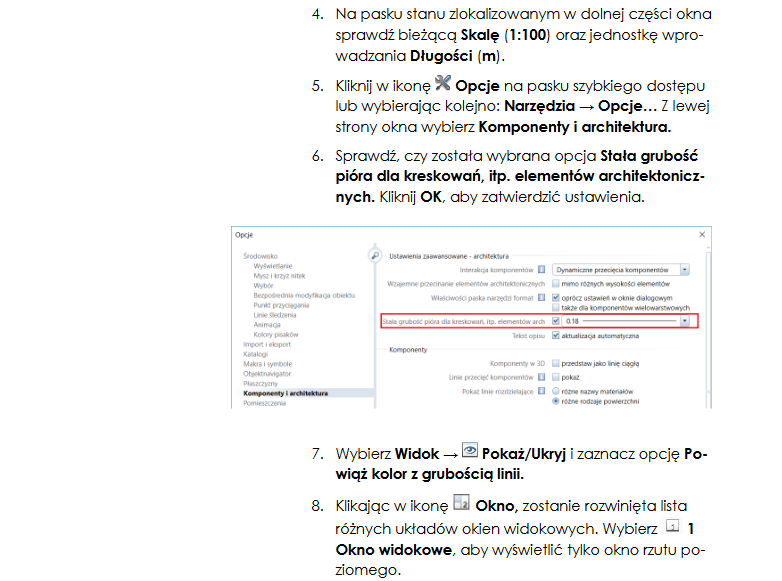 4. Na pasku stanu zlokalizowanym w dolnej części okna
sprawdź bieżącą Skalę (1:100) oraz jednostkę wpro-
wadzania Długości (m).
5. Kliknij w ikonę Opcje na pasku szybkiego dostępu
lub wybierając kolejno: Narzędzia → Opcje... Z lewej
strony okna wybierz Komponenty i architektura.
6. Sprawdź, czy została wybrana opcja Stała grubość
pióra dla kreskowań, itp. elementów architektonicz-
nych. Kliknij OK, aby zatwierdzić ustawienia.
Opcje
Środowisko
Wyświetlanie
Mysz i krzyż nitek
Wybór
Bezpośrednia modyfikacja obiektu
Punkt przyciągania
Linie śledzenia
Animacja
Kolory pisaków
Import i eksport
Katalogi
Makra i symbole
Objektnavigator
Płaszczyzny
Komponenty i architektura
Pomieszczenia
Ustawienia zaawansowane - architektura
Interakcja komponentów Dynamiczne przecięcia komponentów
Wzajemne przecinanie elementów architektonicznych mimo różnych wysokości elementów
Właściwości paska narzędzi format oprócz ustawień w oknie dialogowym
także dla komponentów wielowarstwowych
Stała grubość pióra dla kreskowań, itp. elementów arch 0.18
Tekst opisu aktualizacja automatyczna
Komponenty
Komponenty w 3D przedstaw jako linię ciągłą
Linie przecięć komponentów pokaż
Pokaż linie rozdzielające różne nazwy materiałów
różne rodzaje powierzchni
7. Wybierz Widok → Pokaż/Ukryj i zaznacz opcję Po-
wiąż kolor z grubością linii.
8. Klikając w ikonę Okno, zostanie rozwinięta lista
różnych układów okien widokowych. Wybierz 1
Okno widokowe, aby wyświetlić tylko okno rzutu po-
ziomego.